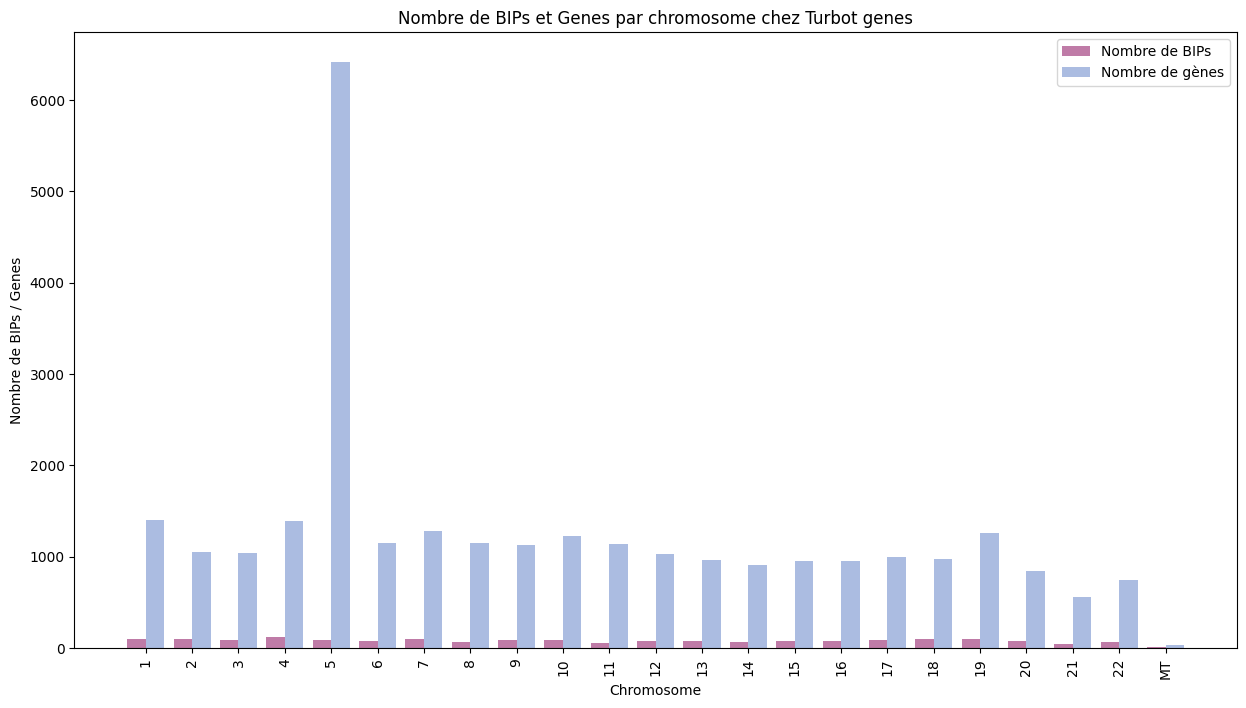 Nombre de BIPs et Genes par chromosome chez Turbot genes
Nombre de BIPs
Nombre de gènes
Nombre de BIPs / Genes
6000
5000
4000
3000
2000
1000
0
1 2 3 4 5 6 7 8 9 10 11 12 13 14 15 16 17 18 19 20 21 22 MT
Chromosome